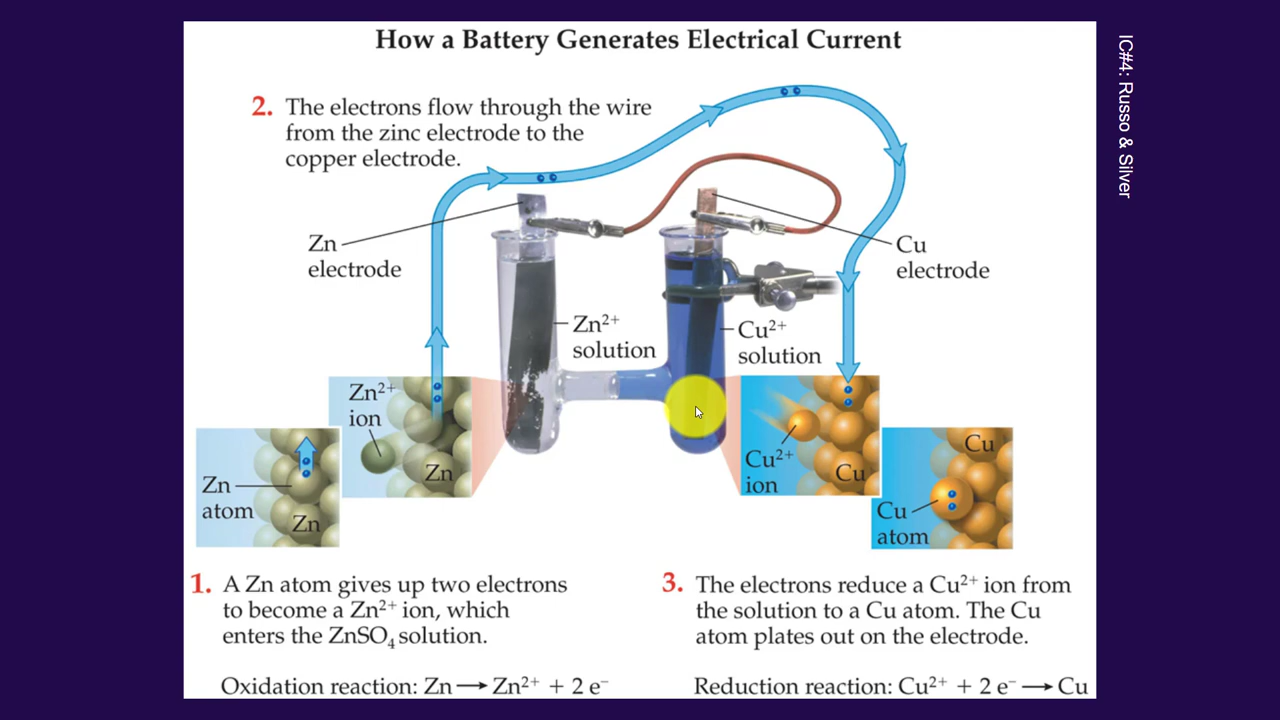 How a Battery Generates Electrical Current
IC#4: Russo & Silver
2. The electrons flow through the wire
from the zinc electrode to the
copper electrode.
Zn
electrode
Cu
electrode
Zn²⁺
solution
Cu²⁺
solution
Zn²⁺
ion
Zn
Zn
atom
Zn
Cu²⁺
ion
Cu
Cu
Cu
atom
1. A Zn atom gives up two electrons
to become a Zn²⁺ ion, which
enters the ZnSO₄ solution.
Oxidation reaction: Zn → Zn²⁺ + 2 e⁻
3. The electrons reduce a Cu²⁺ ion from
the solution to a Cu atom. The Cu
atom plates out on the electrode.
Reduction reaction: Cu²⁺ + 2 e⁻ → Cu